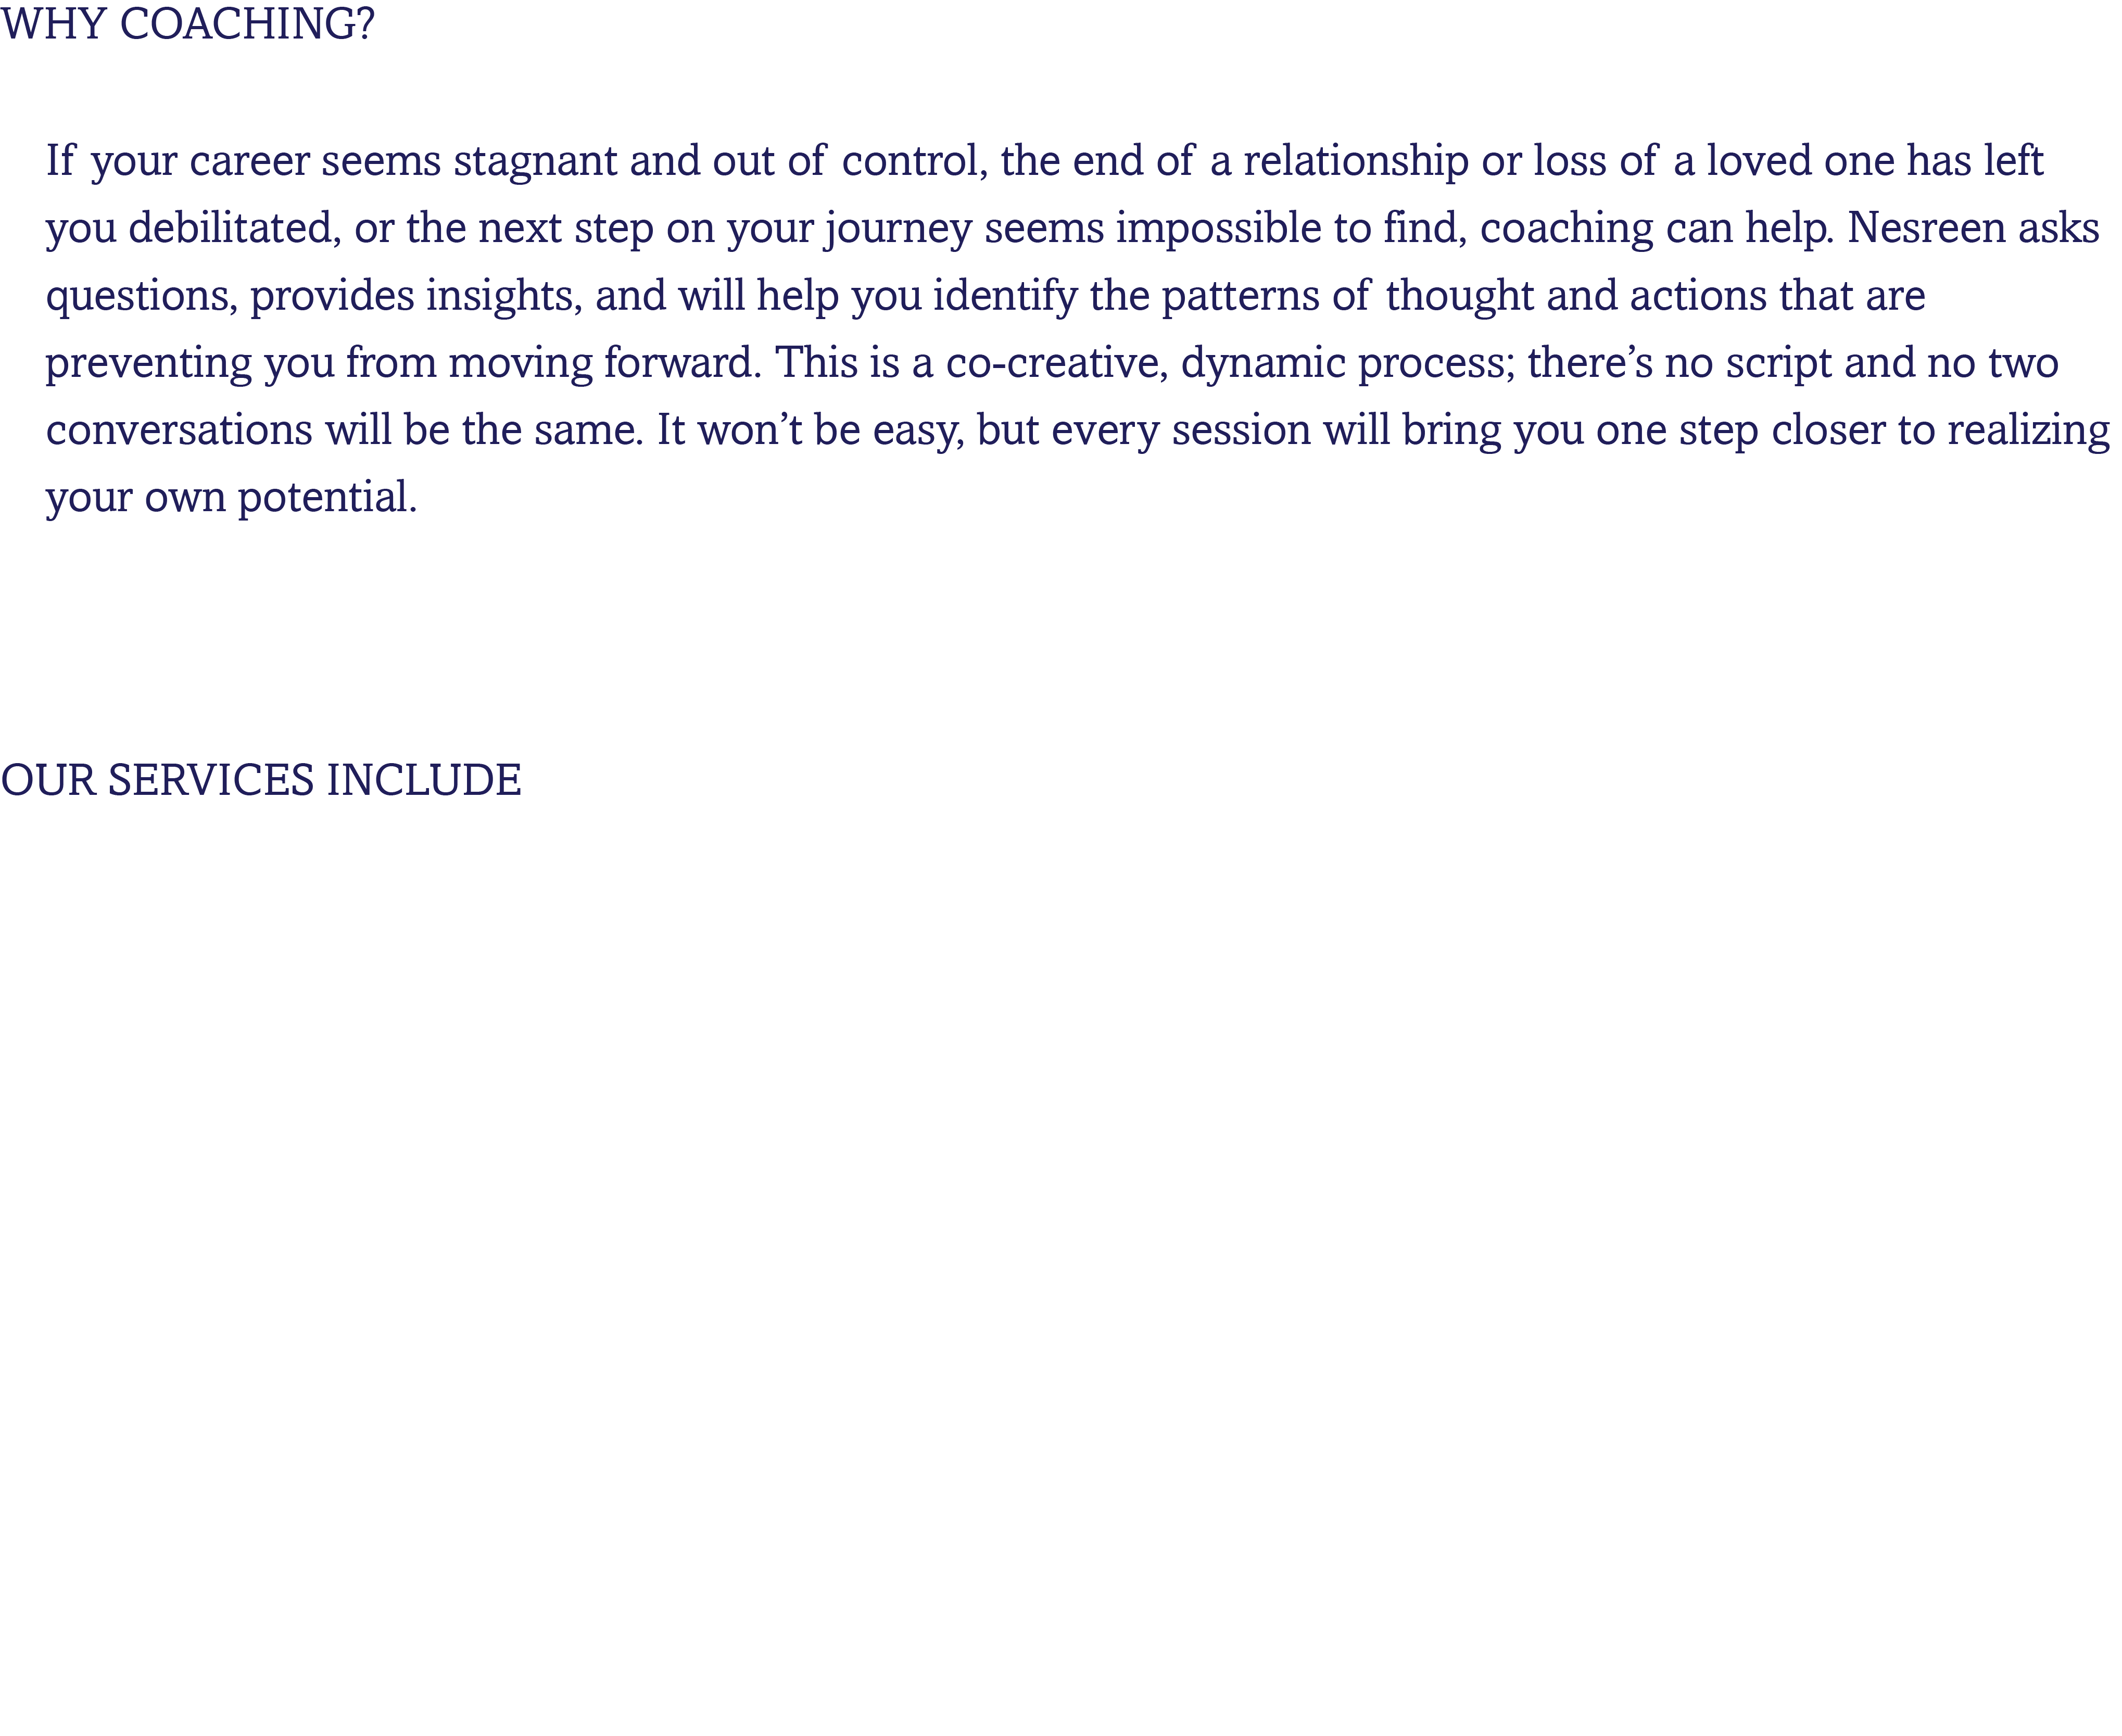 WHY COACHING?
If your career seems stagnant and out of control, the end of a relationship or loss of a loved one has left
you debilitated, or the next step on your journey seems impossible to find, coaching can help. Nesreen asks
questions, provides insights, and will help you identify the patterns of thought and actions that are
preventing you from moving forward. This is a co-creative, dynamic process; there’s no script and no two
conversations will be the same. It won’t be easy, but every session will bring you one step closer to realizing
your own potential.
OUR SERVICES INCLUDE